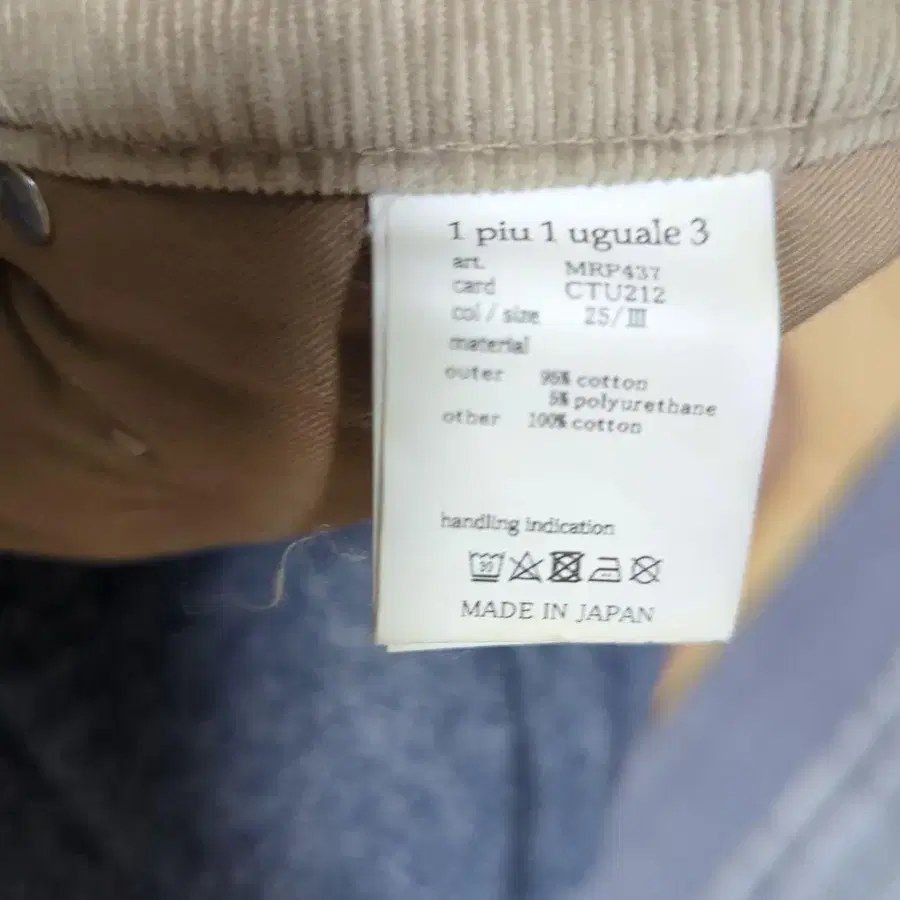 1 piu 1 uguale 3
art. MRP437
card CTU212
col / size 25/III
material
outer 95% cotton
5% polyurethane
other 100% cotton
handling indication
30
MADE IN JAPAN